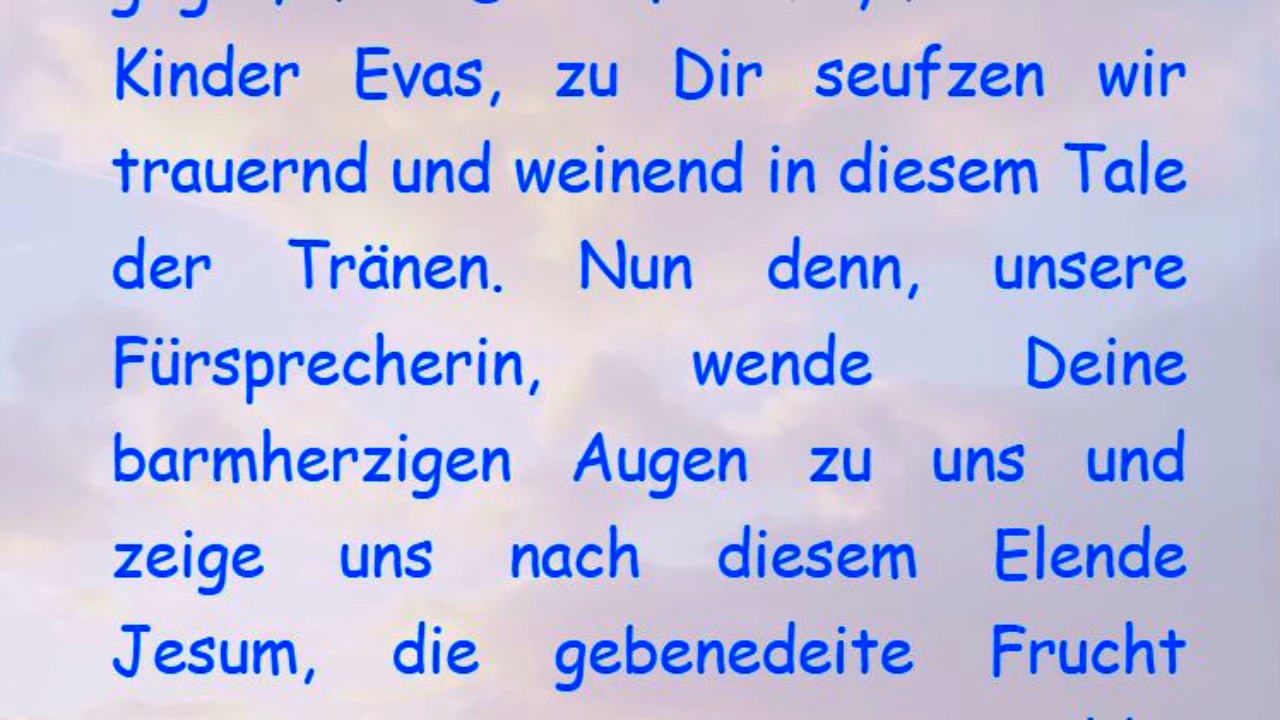 Kinder Evas, zu Dir seufzen wir
trauernd und weinend in diesem Tale
der Tränen. Nun denn, unsere
Fürsprecherin, wende Deine
barmherzigen Augen zu uns und
zeige uns nach diesem Elende
Jesum, die gebenedeite Frucht